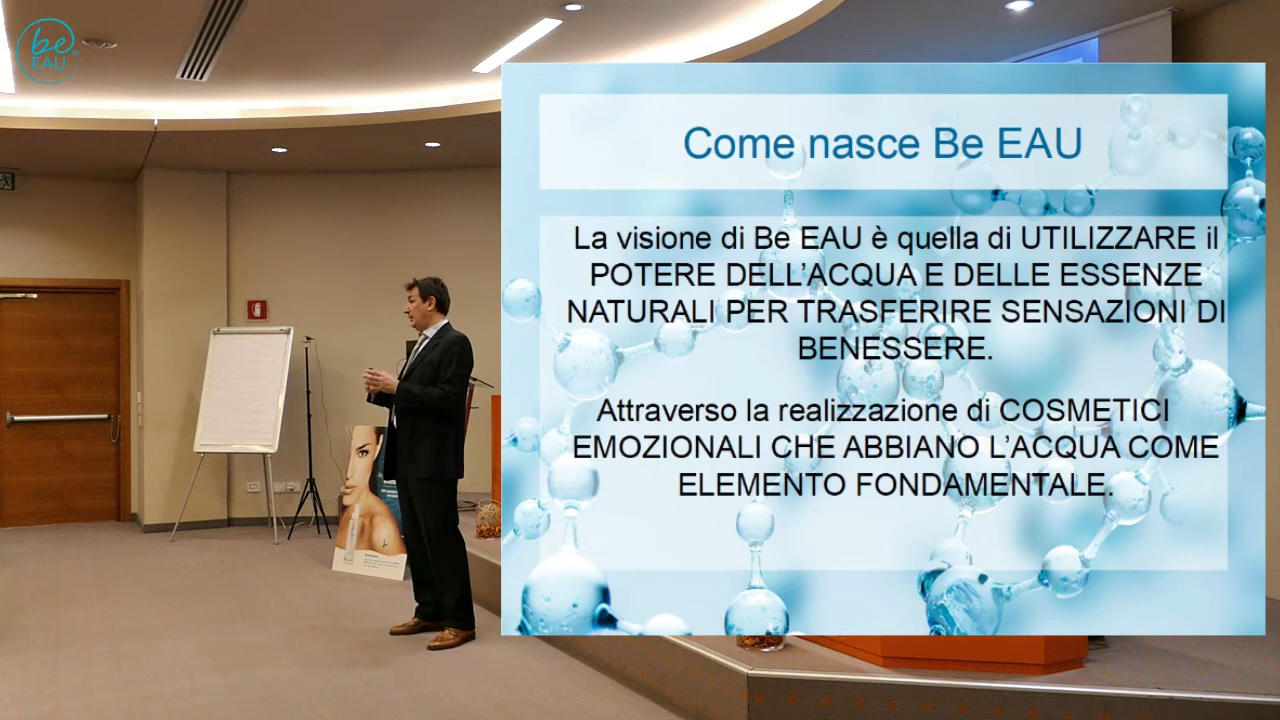 be
EAU
Come nasce Be EAU
La visione di Be EAU è quella di UTILIZZARE il
POTERE DELL'ACQUA E DELLE ESSENZE
NATURALI PER TRASFERIRE SENSAZIONI DI
BENESSERE.
Attraverso la realizzazione di COSMETICI
EMOZIONALI CHE ABBIANO L'ACQUA COME
ELEMENTO FONDAMENTALE.